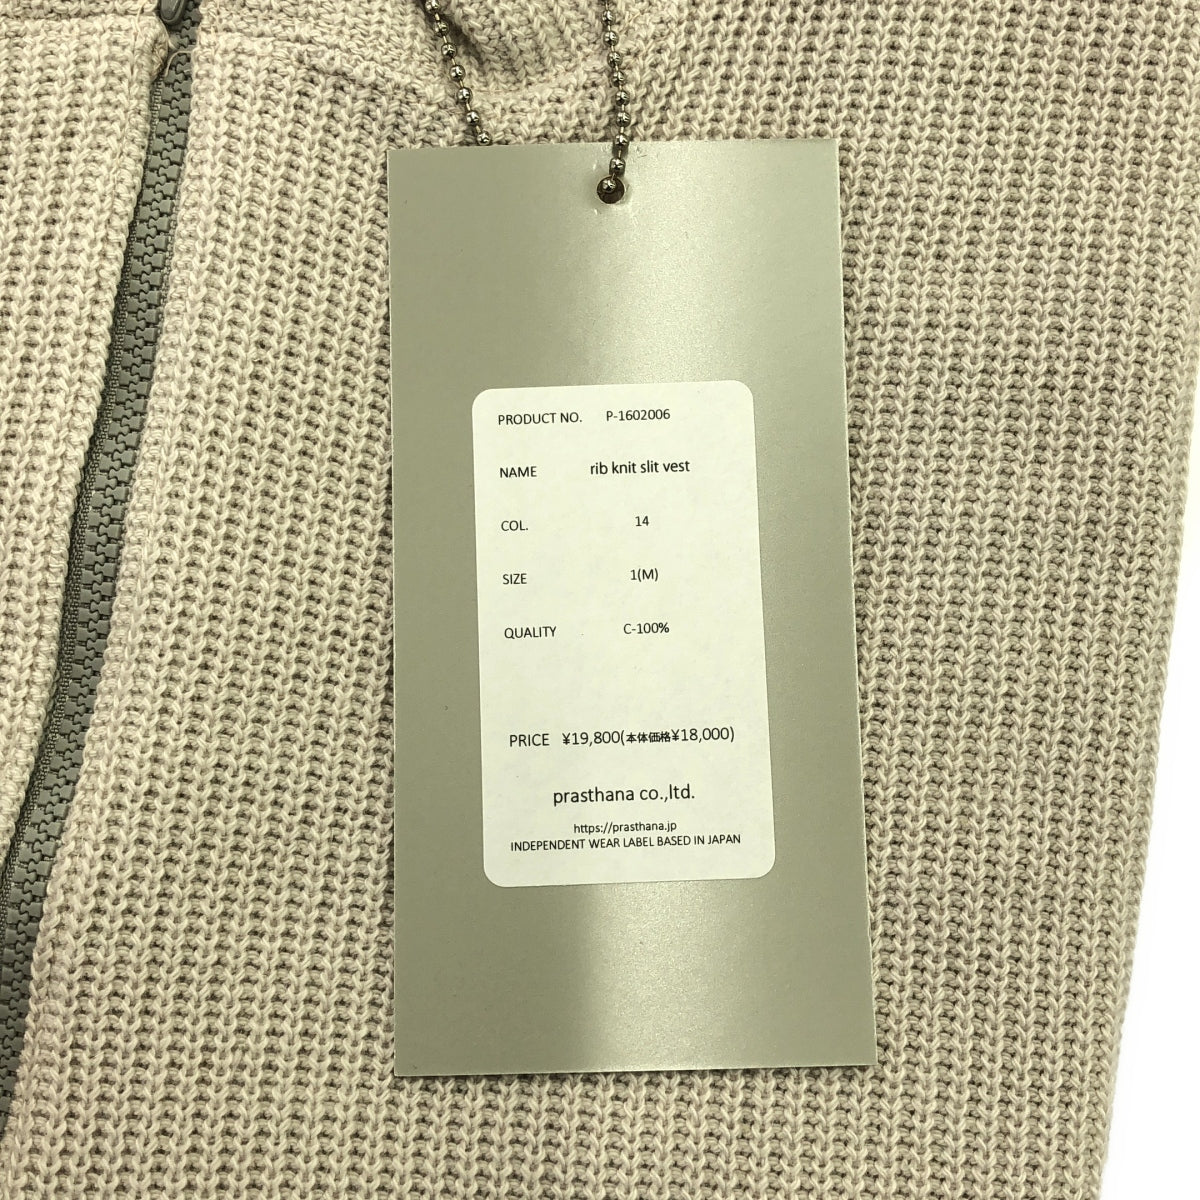 PRODUCT NO. P-1602006
NAME rib knit slit vest
COL. 14
SIZE 1(M)
QUALITY C-100%
PRICE ¥19,800(本体価格¥18,000)
prasthana co.,ltd.
https://prasthana.jp
INDEPENDENT WEAR LABEL BASED IN JAPAN